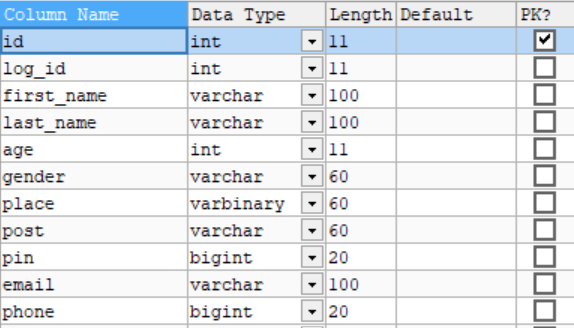 Column Name Data Type Length Default PK?
id int 11
log_id int 11
first_name varchar 100
last_name varchar 100
age int 11
gender varchar 60
place varbinary 60
post varchar 60
pin bigint 20
email varchar 100
phone bigint 20